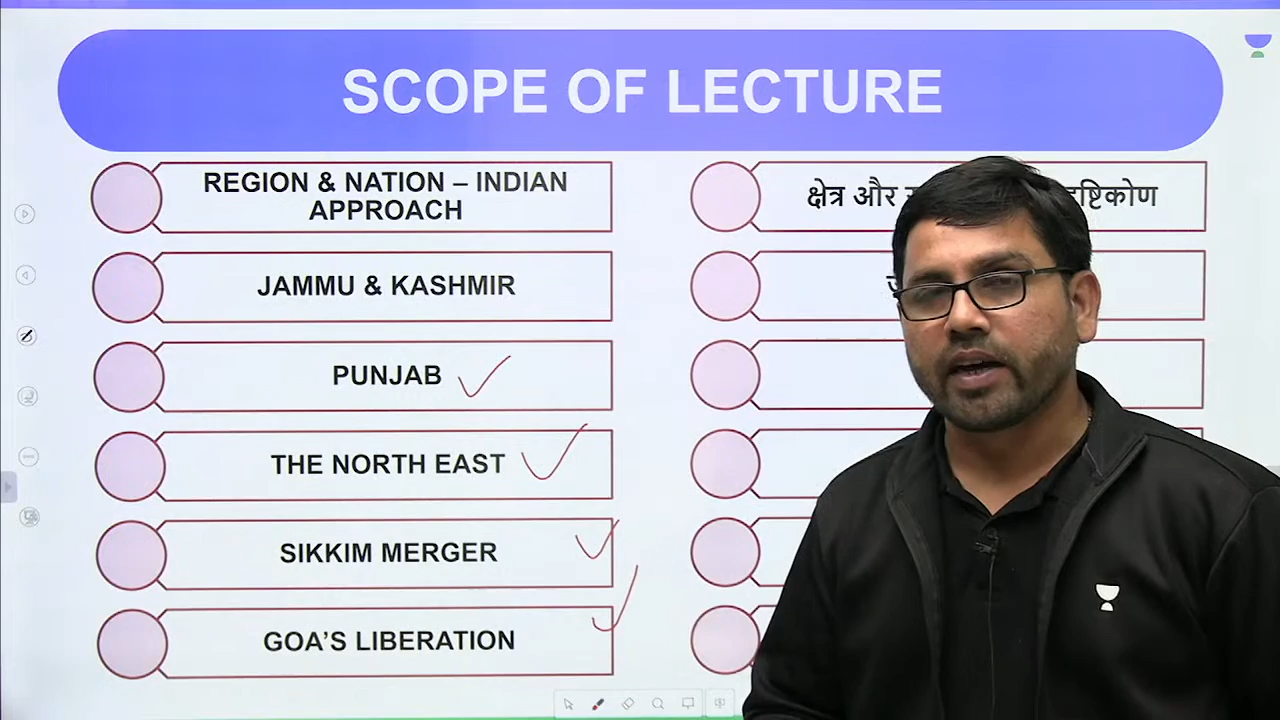 SCOPE OF LECTURE
REGION & NATION – INDIAN
APPROACH
JAMMU & KASHMIR
PUNJAB
THE NORTH EAST
SIKKIM MERGER
GOA'S LIBERATION
क्षेत्र और